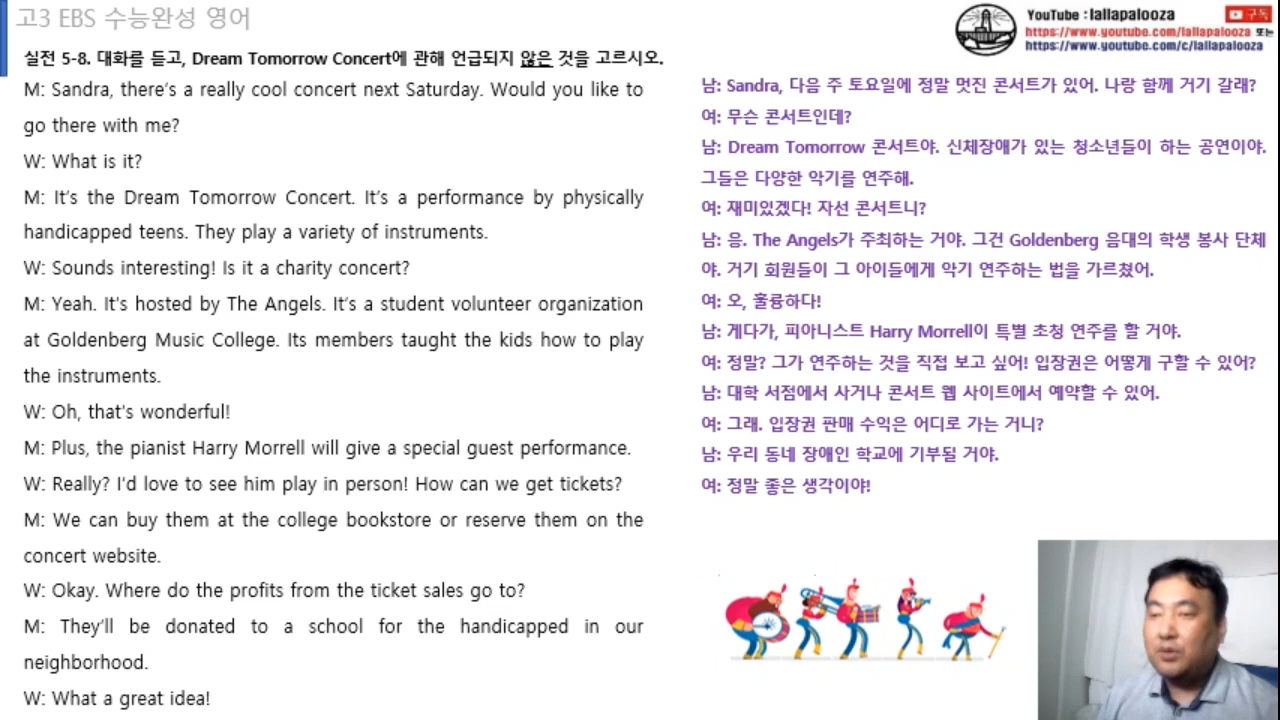 고3 EBS 수능완성 영어
YouTube : lallapalooza
구독
https://www.youtube.com/lallapalooza 또는
https://www.youtube.com/c/lallapalooza
실전 5-8. 대화를 듣고, Dream Tomorrow Concert에 관해 언급되지 않은 것을 고르시오.
M: Sandra, there's a really cool concert next Saturday. Would you like to
go there with me?
W: What is it?
M: It's the Dream Tomorrow Concert. It's a performance by physically
handicapped teens. They play a variety of instruments.
W: Sounds interesting! Is it a charity concert?
M: Yeah. It's hosted by The Angels. It's a student volunteer organization
at Goldenberg Music College. Its members taught the kids how to play
the instruments.
W: Oh, that's wonderful!
M: Plus, the pianist Harry Morrell will give a special guest performance.
W: Really? I'd love to see him play in person! How can we get tickets?
M: We can buy them at the college bookstore or reserve them on the
concert website.
W: Okay. Where do the profits from the ticket sales go to?
M: They'll be donated to a school for the handicapped in our
neighborhood.
W: What a great idea!
남: Sandra, 다음 주 토요일에 정말 멋진 콘서트가 있어. 나랑 함께 거기 갈래?
여: 무슨 콘서트인데?
남: Dream Tomorrow 콘서트야. 신체장애가 있는 청소년들이 하는 공연이야.
그들은 다양한 악기를 연주해.
여: 재미있겠다! 자선 콘서트니?
남: 응. The Angels가 주최하는 거야. 그건 Goldenberg 음대의 학생 봉사 단체
야. 거기 회원들이 그 아이들에게 악기 연주하는 법을 가르쳤어.
여: 오, 훌륭하다!
남: 게다가, 피아니스트 Harry Morrell이 특별 초청 연주를 할 거야.
여: 정말? 그가 연주하는 것을 직접 보고 싶어! 입장권은 어떻게 구할 수 있어?
남: 대학 서점에서 사거나 콘서트 웹 사이트에서 예약할 수 있어.
여: 그래. 입장권 판매 수익은 어디로 가는 거니?
남: 우리 동네 장애인 학교에 기부될 거야.
여: 정말 좋은 생각이야!